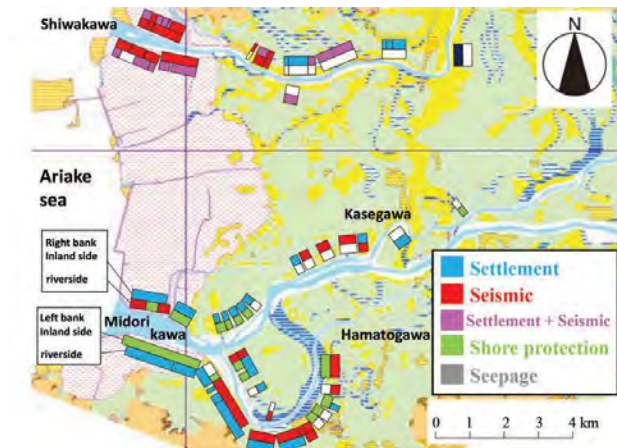 Shiwakawa
N
Ariake
sea
Kasegawa
Right bank
Inland side
riverside
Left bank
Inland side
riverside
Midori
kawa
Hamatogawa
Settlement
Seismic
Settlement + Seismic
Shore protection
Seepage
0 1 2 3 4 km